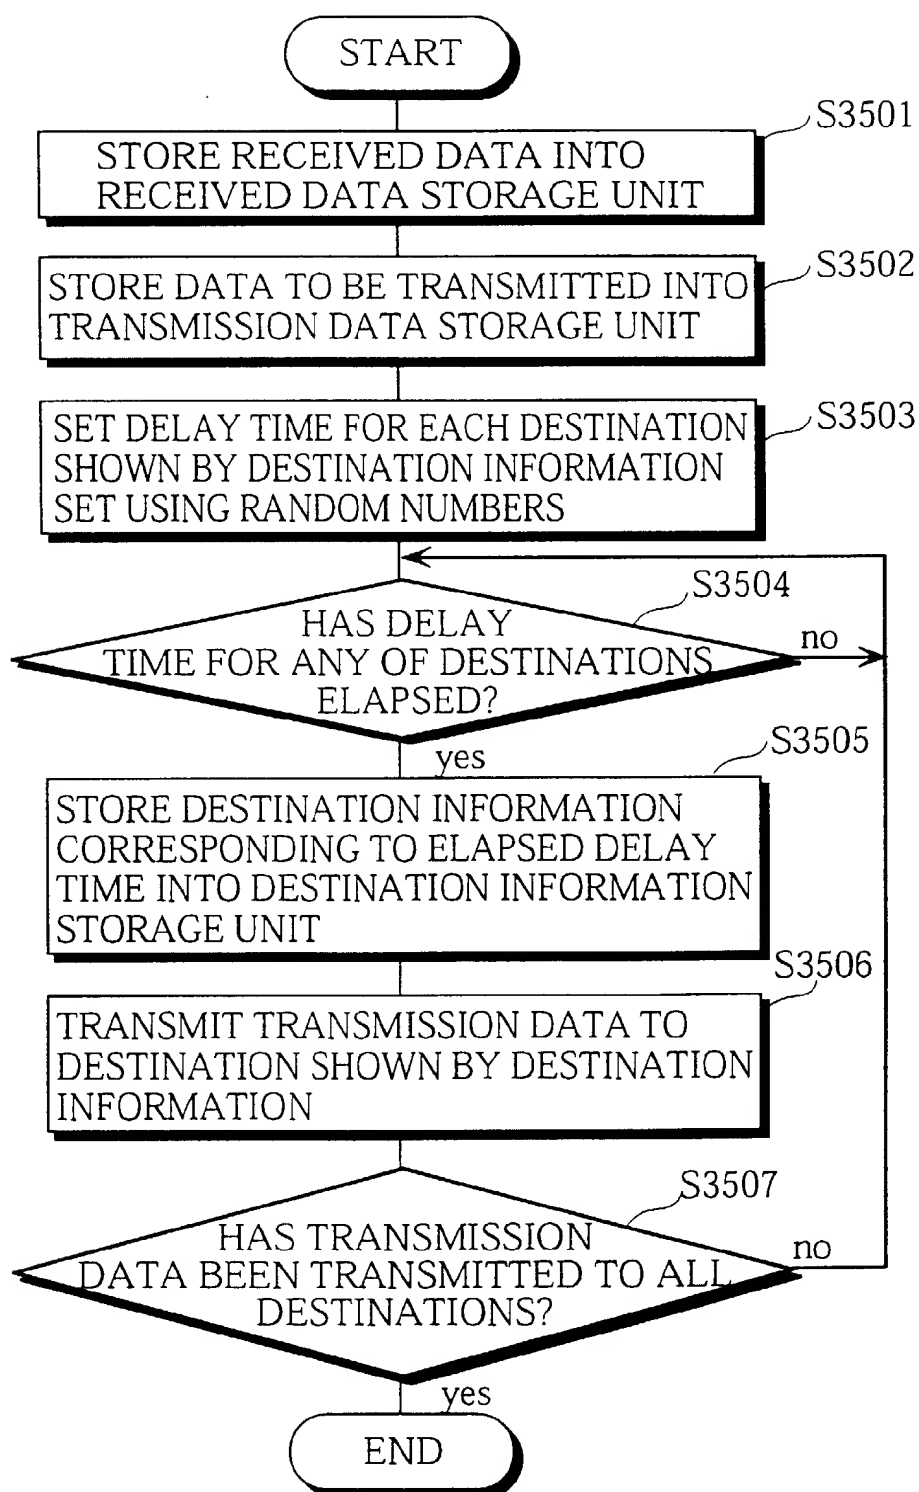 START
S3501
STORE RECEIVED DATA INTO
RECEIVED DATA STORAGE UNIT
S3502
STORE DATA TO BE TRANSMITTED INTO
TRANSMISSION DATA STORAGE UNIT
S3503
SET DELAY TIME FOR EACH DESTINATION
SHOWN BY DESTINATION INFORMATION
SET USING RANDOM NUMBERS
S3504
HAS DELAY
TIME FOR ANY OF DESTINATIONS
ELAPSED?
no
yes
S3505
STORE DESTINATION INFORMATION
CORRESPONDING TO ELAPSED DELAY
TIME INTO DESTINATION INFORMATION
STORAGE UNIT
S3506
TRANSMIT TRANSMISSION DATA TO
DESTINATION SHOWN BY DESTINATION
INFORMATION
S3507
HAS TRANSMISSION
DATA BEEN TRANSMITTED TO ALL
DESTINATIONS?
no
yes
END